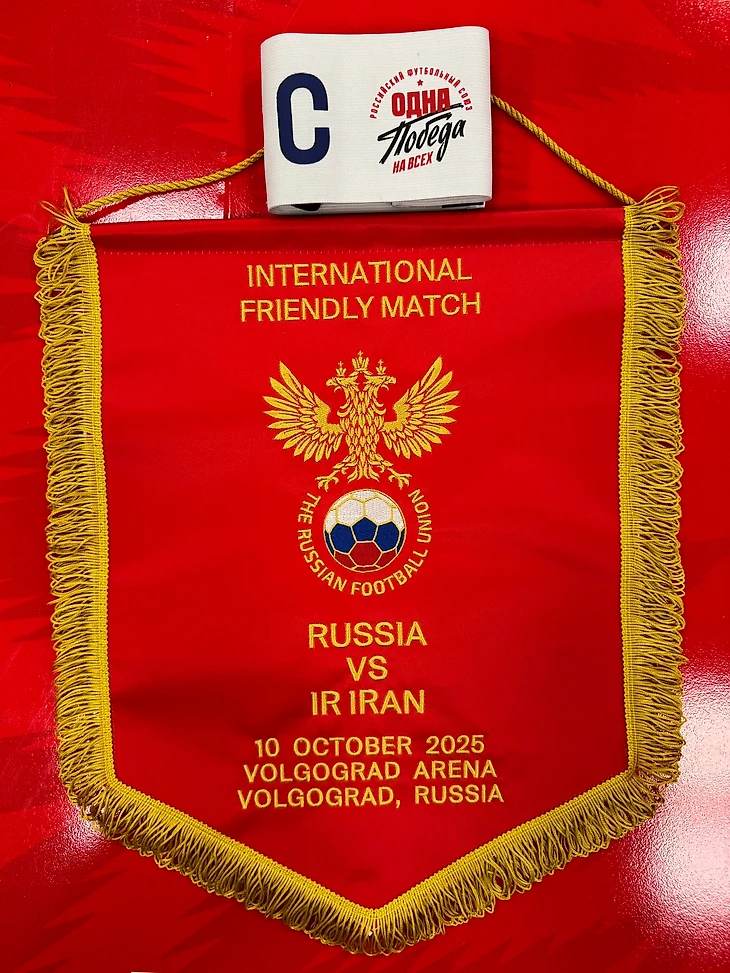 C
РОССИЙСКИЙ ФУТБОЛЬНЫЙ СОЮЗ
ОДНА
Победа
НА ВСЕХ
INTERNATIONAL
FRIENDLY MATCH
THE RUSSIAN FOOTBALL UNION
RUSSIA
VS
IR IRAN
10 OCTOBER 2025
VOLGOGRAD ARENA
VOLGOGRAD, RUSSIA